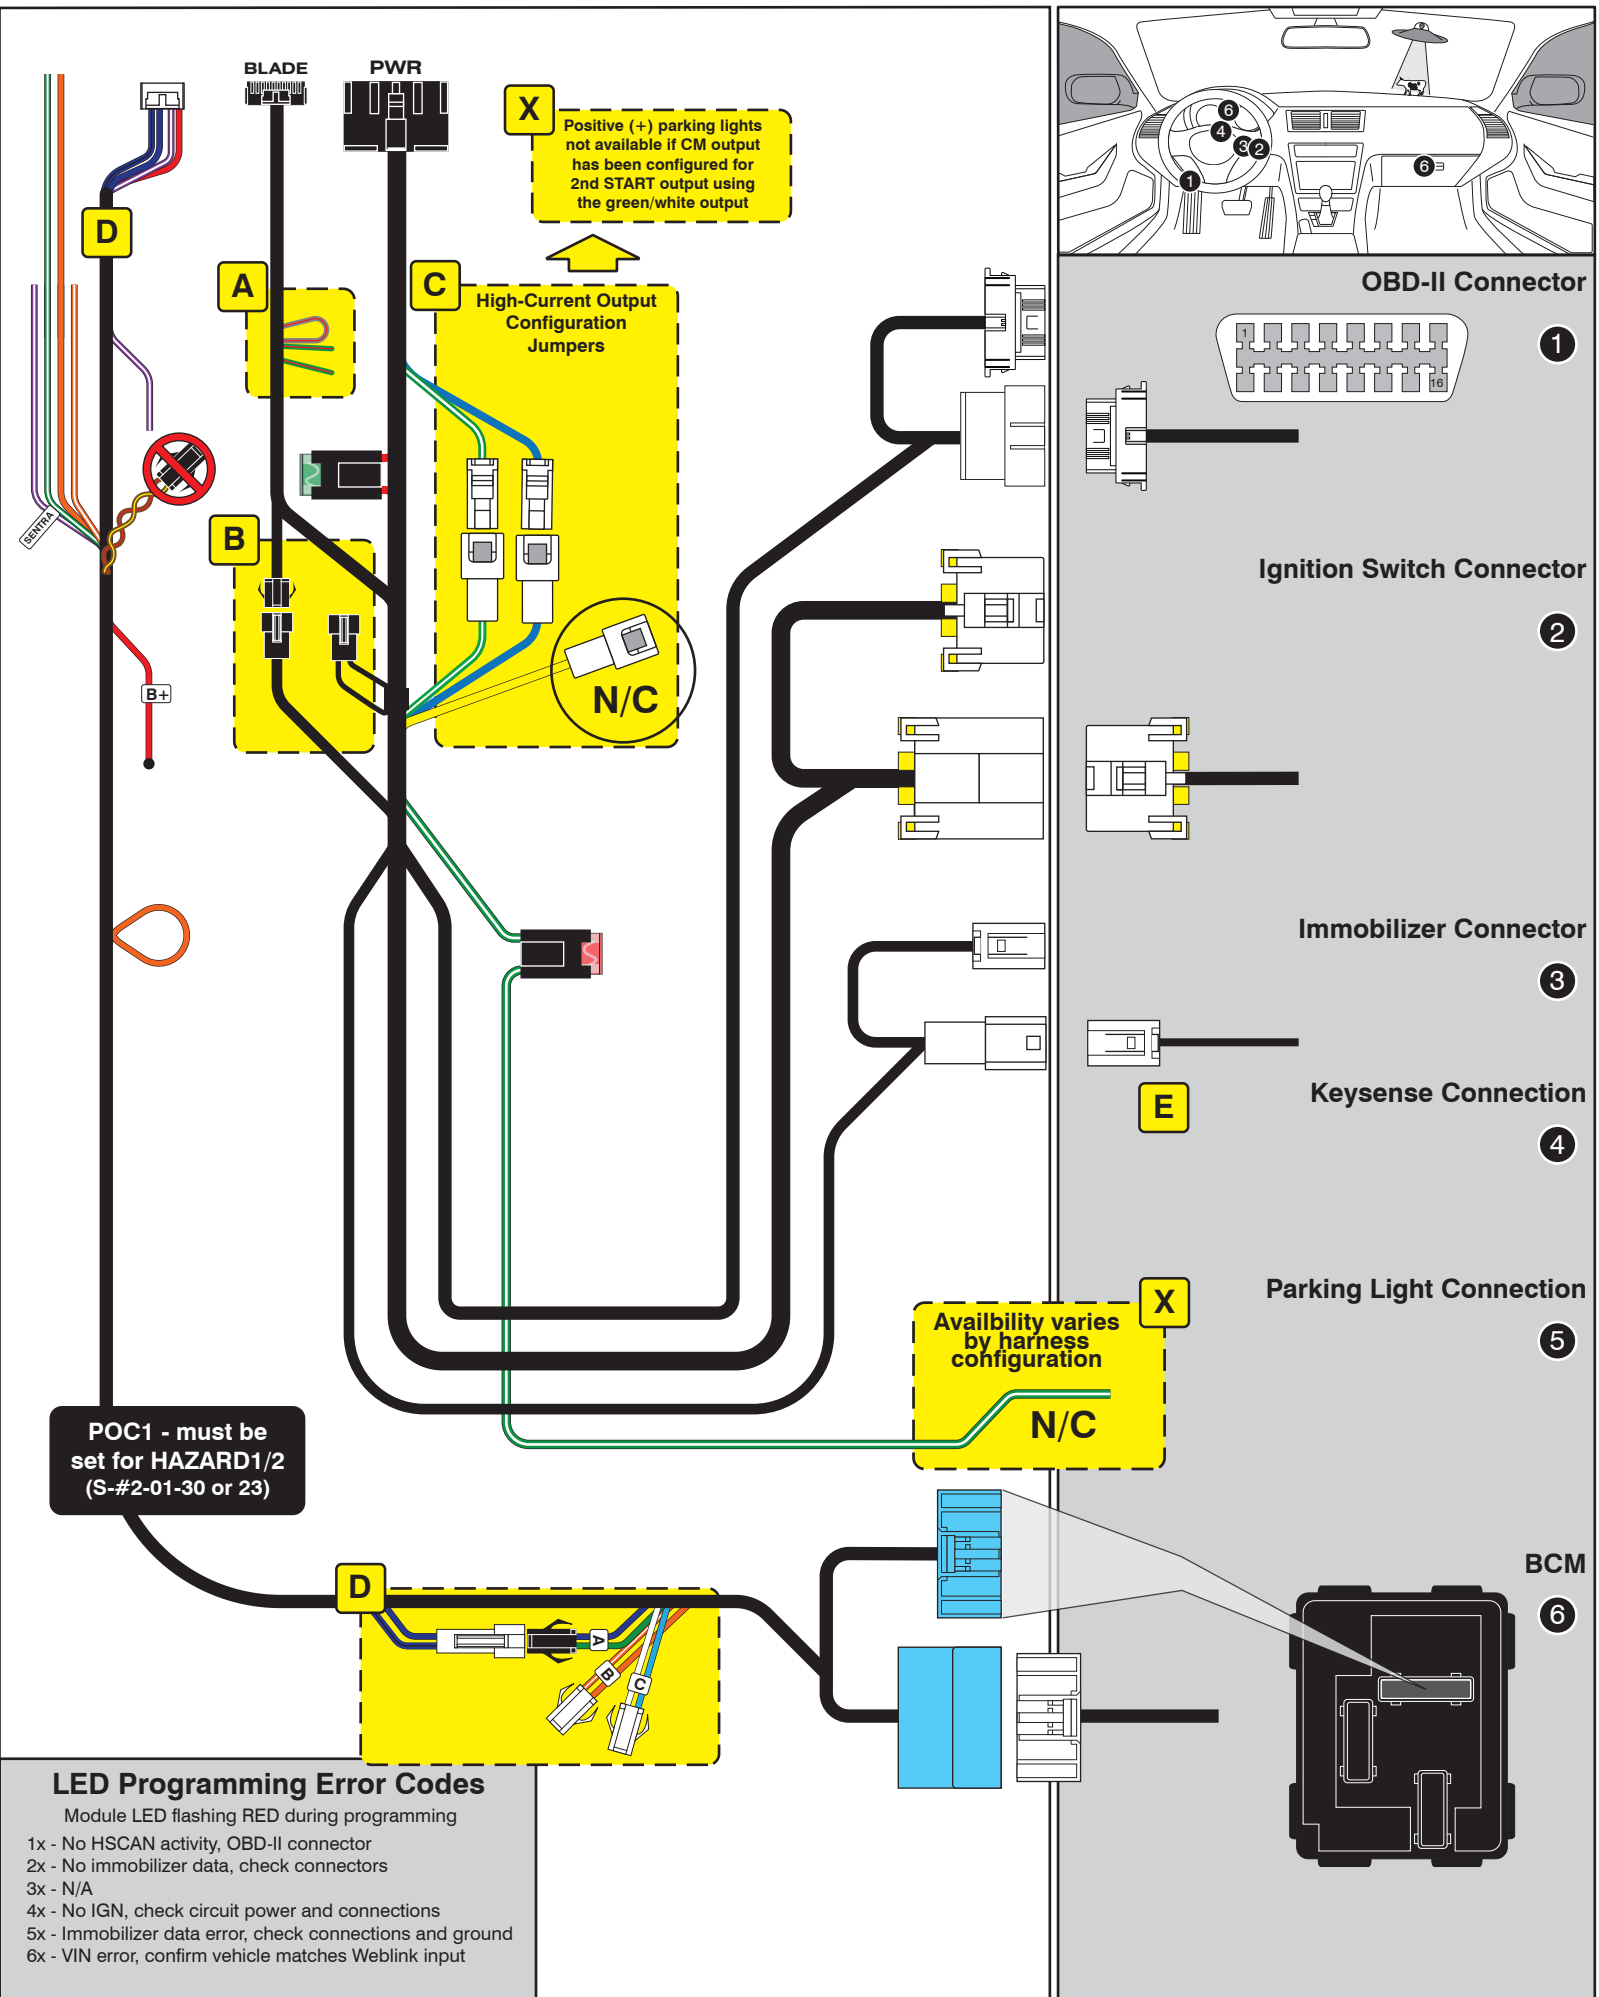 BLADE
PWR
X
Positive (+) parking lights
not available if CM output
has been configured for
2nd START output using
the green/white output
D
A
C
High-Current Output
Configuration
Jumpers
SENTRA
B
B+
N/C
6
4
3
2
1
6
OBD-II Connector
1
1
16
Ignition Switch Connector
2
Immobilizer Connector
3
E
Keysense Connection
4
X
Parking Light Connection
5
Availbility varies
by harness
configuration
N/C
POC1 - must be
set for HAZARD1/2
(S-#2-01-30 or 23)
D
A
B
C
BCM
6
LED Programming Error Codes
Module LED flashing RED during programming
1x - No HSCAN activity, OBD-II connector
2x - No immobilizer data, check connectors
3x - N/A
4x - No IGN, check circuit power and connections
5x - Immobilizer data error, check connections and ground
6x - VIN error, confirm vehicle matches Weblink input